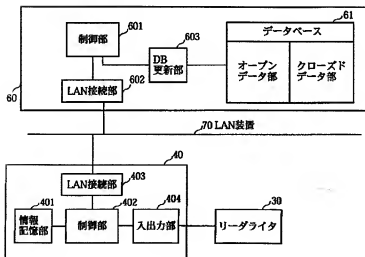 601
制御部
603
61
データベース
DB
更新部
オープン
データ部
クローズド
データ部
602
LAN接続部
60
70 LAN装置
40
LAN接続部
403
401
402
404
30
情報
記憶部
制御部
入出力部
リーダライタ